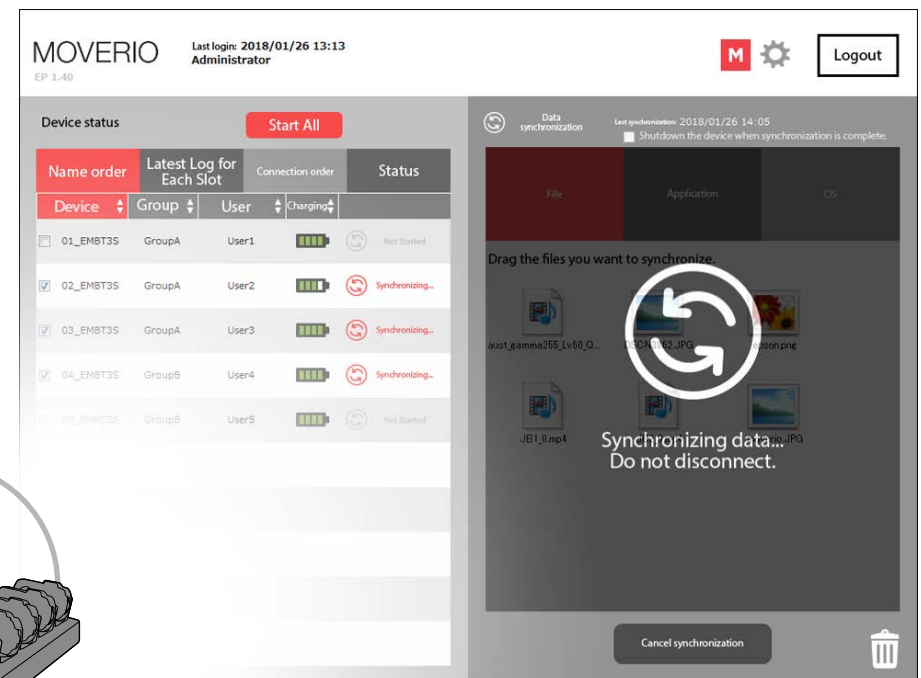 MOVERIO
EP 1.40
Last login: 2018/01/26 13:13
Administrator
M
Logout
Device status
Start All
Name order
Latest Log for
Each Slot
Connection order
Status
Device
Group
User
Charging
01_EMBT3S GroupA User1 Not Started
02_EMBT3S GroupA User2 Synchronizing...
03_EMBT3S GroupA User3 Synchronizing...
04_EMBT3S GroupB User4 Synchronizing...
GroupB User5 Not Started
Data
synchronization
Last synchronization: 2018/01/26 14:05
Shutdown the device when synchronization is complete.
File
Application
OS
Drag the files you want to synchronize.
aust_gamma255_Lv60_Q...
epson.png
JB1_0.mp4
Synchronizing data...
Do not disconnect.
Cancel synchronization